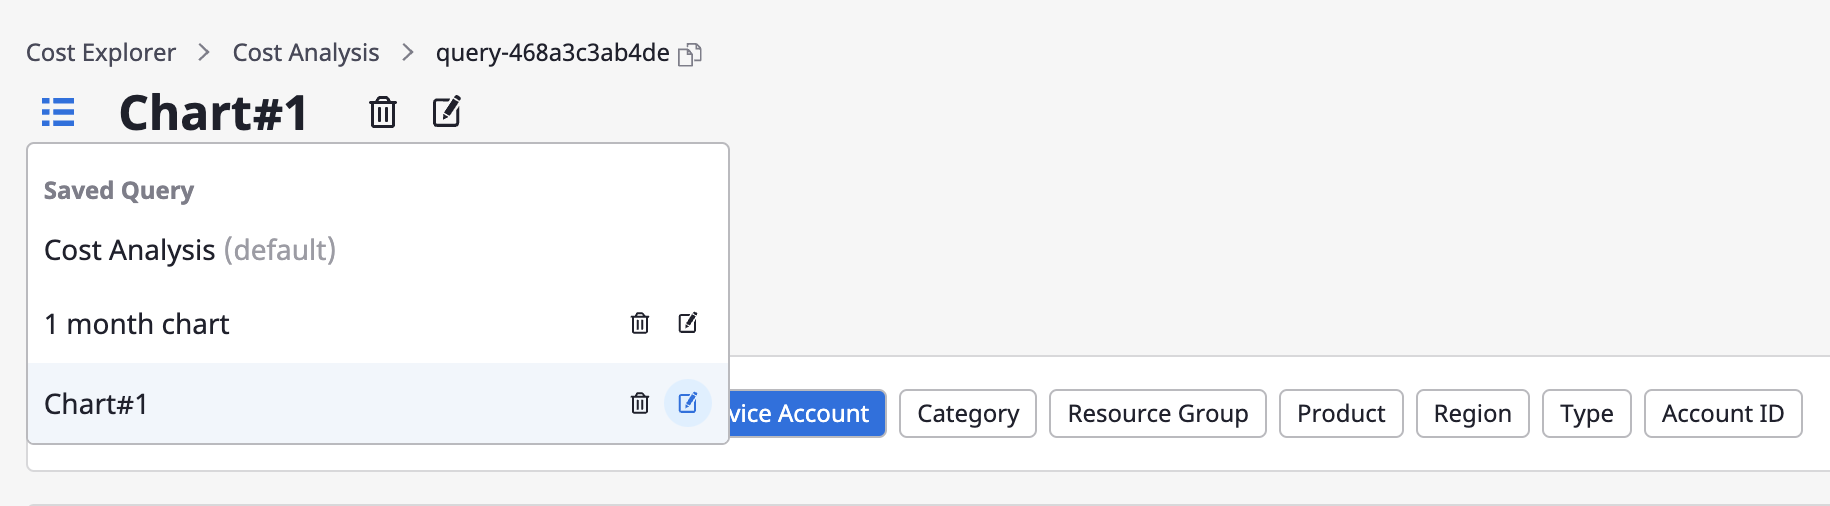 Cost Explorer > Cost Analysis > query-468a3c3ab4de
Chart#1
Saved Query
Cost Analysis (default)
1 month chart
Chart#1
vice Account Category Resource Group Product Region Type Account ID